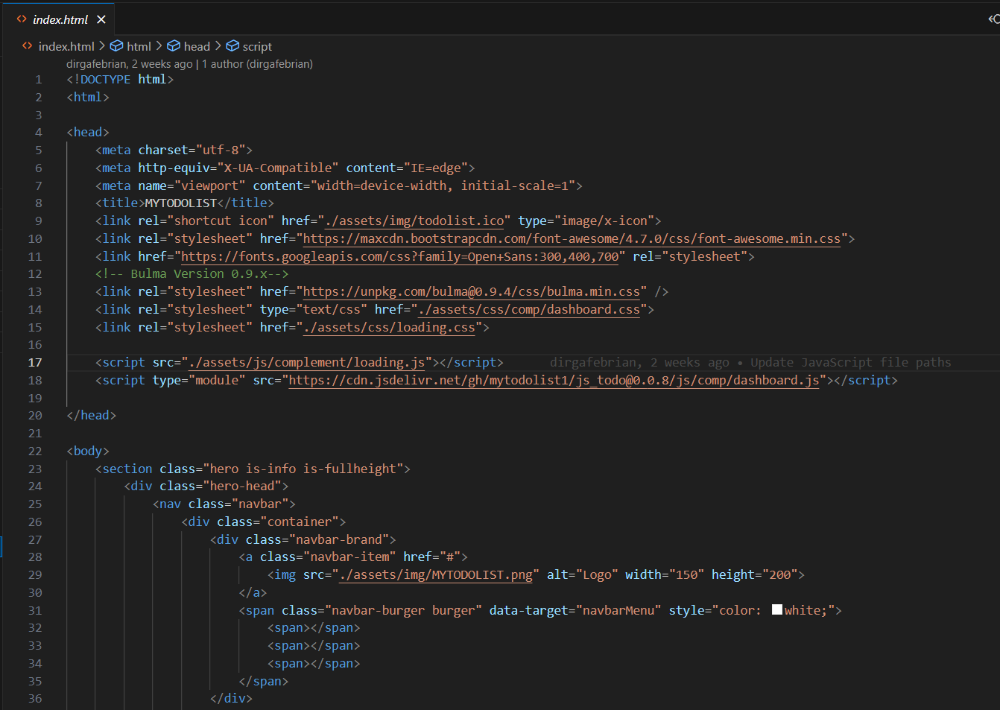 index.html
index.html > html > head > script
dirgafebrian, 2 weeks ago | 1 author (dirgafebrian)
1 <!DOCTYPE html>
2 <html>
3
4 <head>
5     <meta charset="utf-8">
6     <meta http-equiv="X-UA-Compatible" content="IE=edge">
7     <meta name="viewport" content="width=device-width, initial-scale=1">
8     <title>MYTODOLIST</title>
9     <link rel="shortcut icon" href="./assets/img/todolist.ico" type="image/x-icon">
10     <link rel="stylesheet" href="https://maxcdn.bootstrapcdn.com/font-awesome/4.7.0/css/font-awesome.min.css">
11     <link href="https://fonts.googleapis.com/css?family=Open+Sans:300,400,700" rel="stylesheet">
12     <!-- Bulma Version 0.9.x-->
13     <link rel="stylesheet" href="https://unpkg.com/bulma@0.9.4/css/bulma.min.css" />
14     <link rel="stylesheet" type="text/css" href="./assets/css/comp/dashboard.css">
15     <link rel="stylesheet" href="./assets/css/loading.css">
16
17     <script src="./assets/js/complement/loading.js"></script>     dirgafebrian, 2 weeks ago • Update JavaScript file paths
18     <script type="module" src="https://cdn.jsdelivr.net/gh/mytodolist1/js_todo@0.0.8/js/comp/dashboard.js"></script>
19
20 </head>
21
22 <body>
23     <section class="hero is-info is-fullheight">
24         <div class="hero-head">
25             <nav class="navbar">
26                 <div class="container">
27                     <div class="navbar-brand">
28                         <a class="navbar-item" href="#">
29                             <img src="./assets/img/MYTODOLIST.png" alt="Logo" width="150" height="200">
30                         </a>
31                         <span class="navbar-burger burger" data-target="navbarMenu" style="color: white;">
32                             <span></span>
33                             <span></span>
34                             <span></span>
35                         </span>
36                     </div>